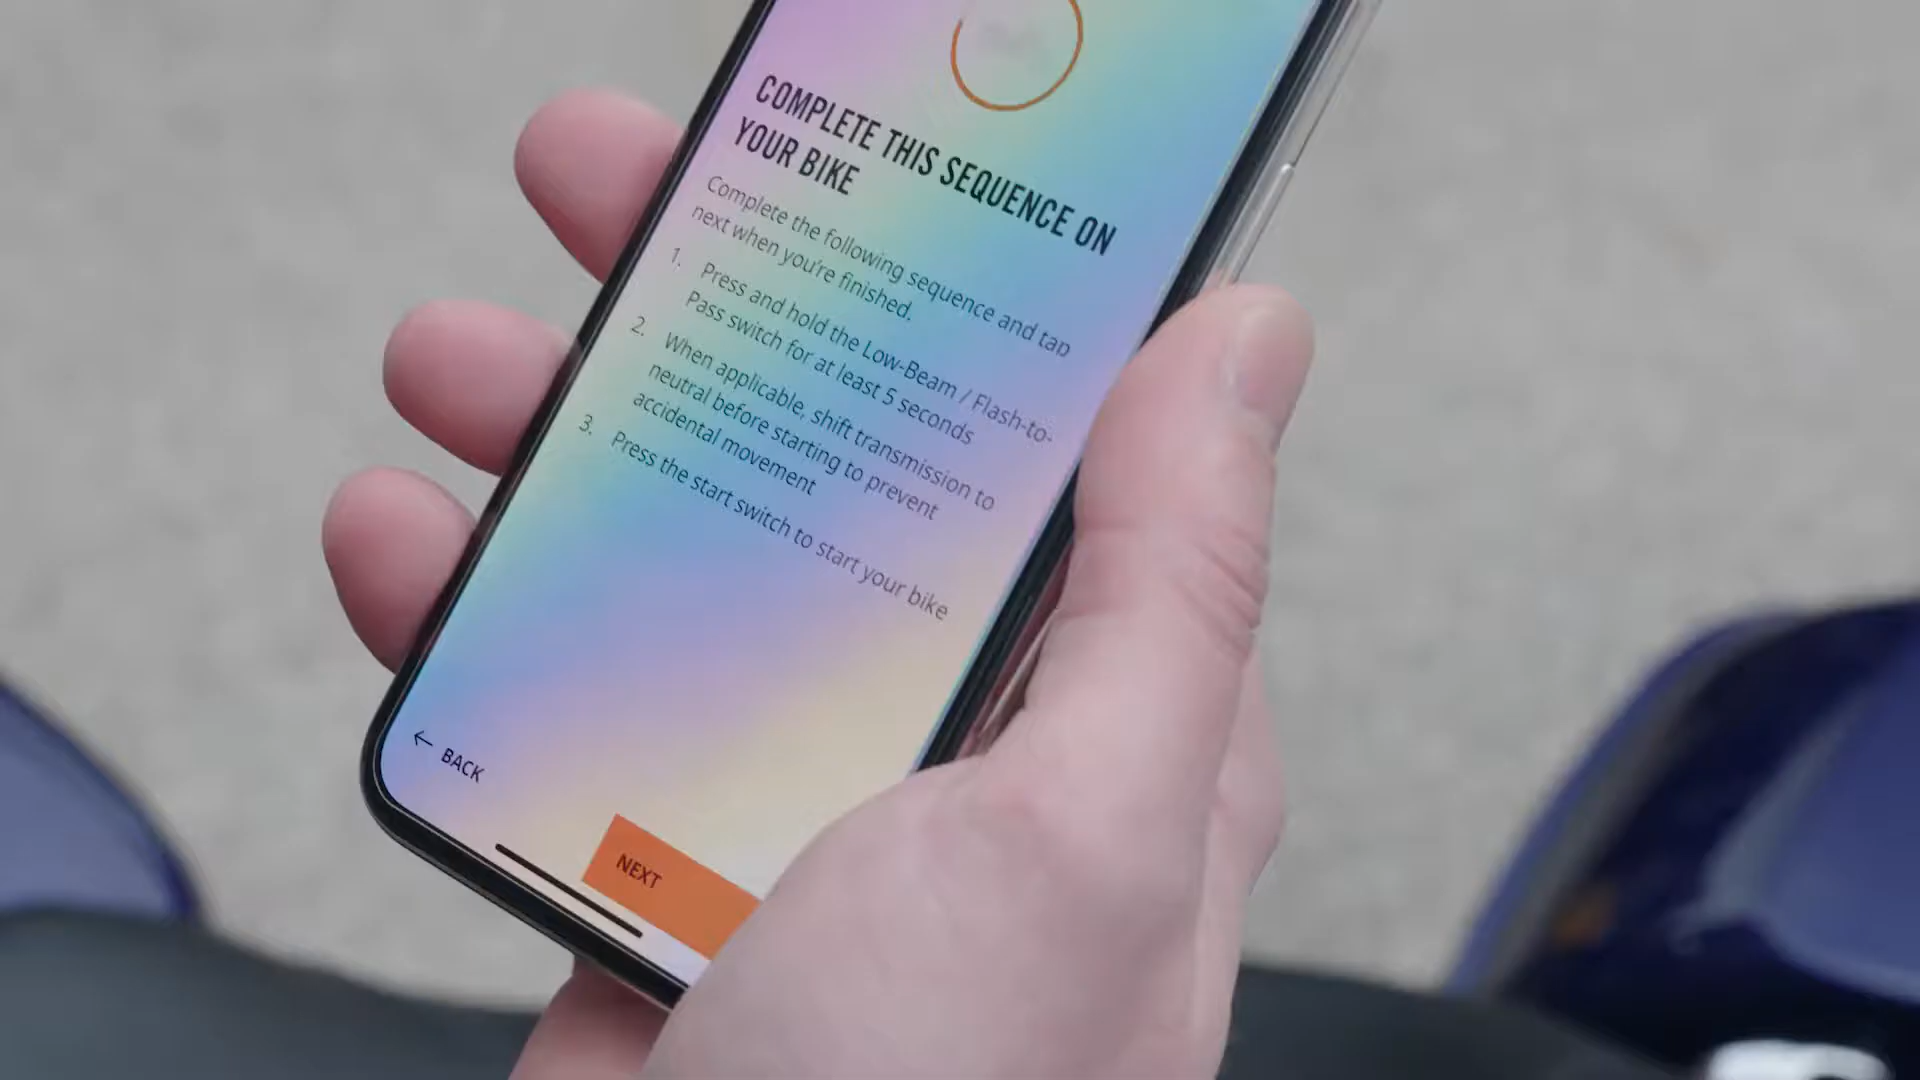 COMPLETE THIS SEQUENCE ON
YOUR BIKE
Complete the following sequence and tap
next when you're finished.
1. Press and hold the Low-Beam / Flash-to-
Pass switch for at least 5 seconds
2. When applicable, shift transmission to
neutral before starting to prevent
accidental movement
3. Press the start switch to start your bike
← BACK
NEXT